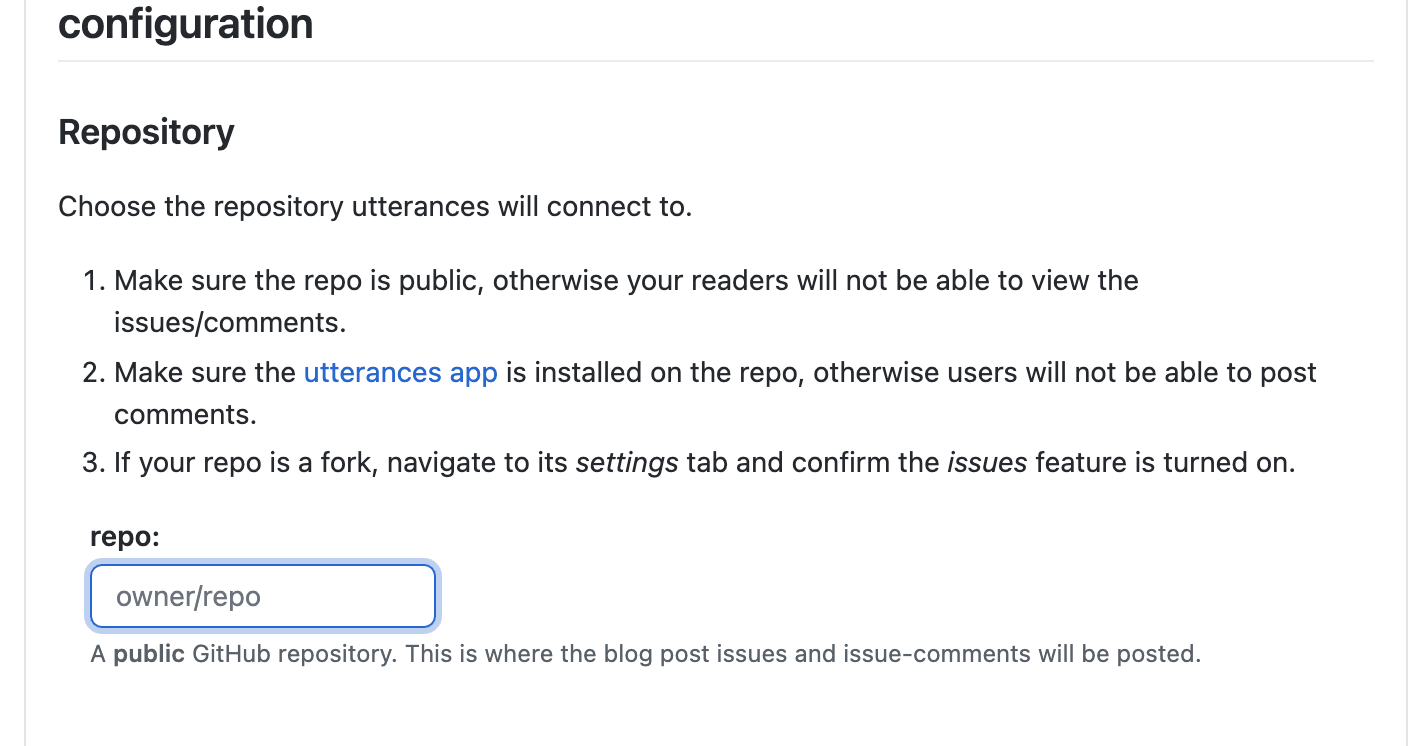 configuration
Repository
Choose the repository utterances will connect to.
1. Make sure the repo is public, otherwise your readers will not be able to view the
issues/comments.
2. Make sure the utterances app is installed on the repo, otherwise users will not be able to post
comments.
3. If your repo is a fork, navigate to its settings tab and confirm the issues feature is turned on.
repo:
owner/repo
A public GitHub repository. This is where the blog post issues and issue-comments will be posted.